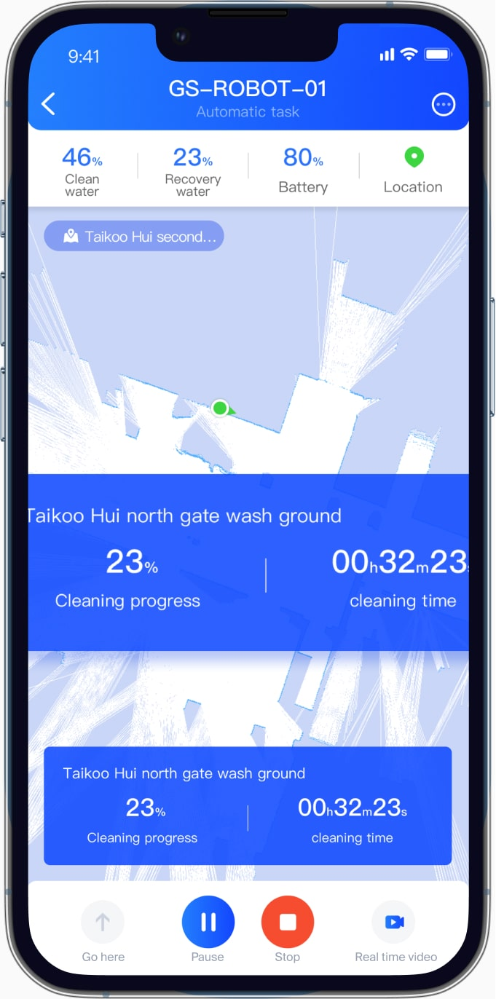 9:41
GS-ROBOT-01
Automatic task
46%
Clean
water
23%
Recovery
water
80%
Battery
Location
Taikoo Hui second...
Taikoo Hui north gate wash ground
23%
Cleaning progress
00h32m23s
cleaning time
Taikoo Hui north gate wash ground
23%
Cleaning progress
00h32m23s
cleaning time
Go here
Pause
Stop
Real time video